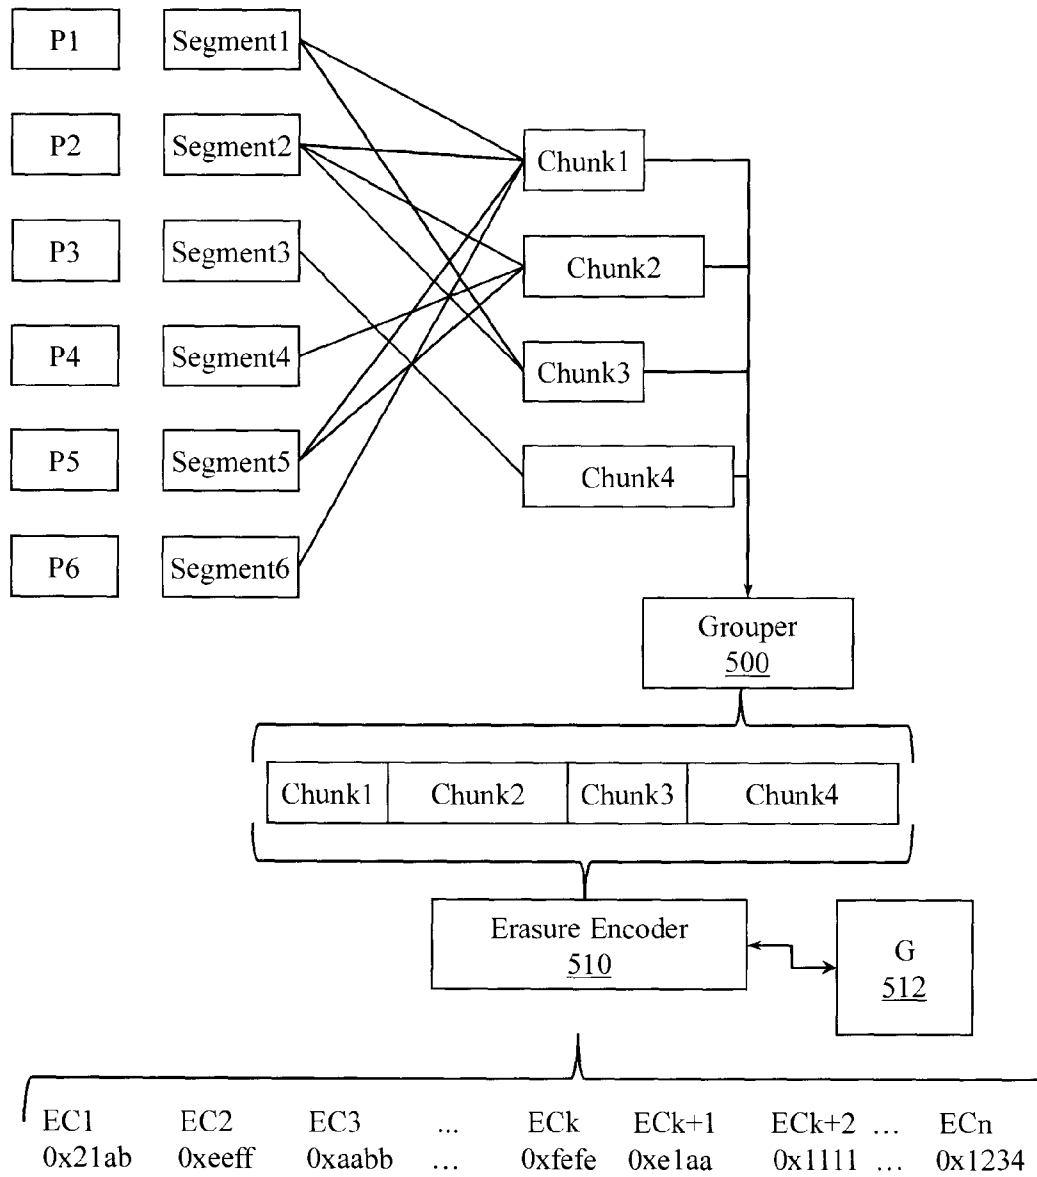 P1 Segment1
P2 Segment2
Chunk1
P3 Segment3
Chunk2
P4 Segment4
Chunk3
P5 Segment5
Chunk4
P6 Segment6
Grouper
500
Chunk1 Chunk2 Chunk3 Chunk4
Erasure Encoder
510
G
512
EC1 EC2 EC3 ... ECk ECk+1 ECk+2 ... ECn
0x21ab 0xeeff 0xaabb ... 0xfefe 0xe1aa 0x1111 ... 0x1234